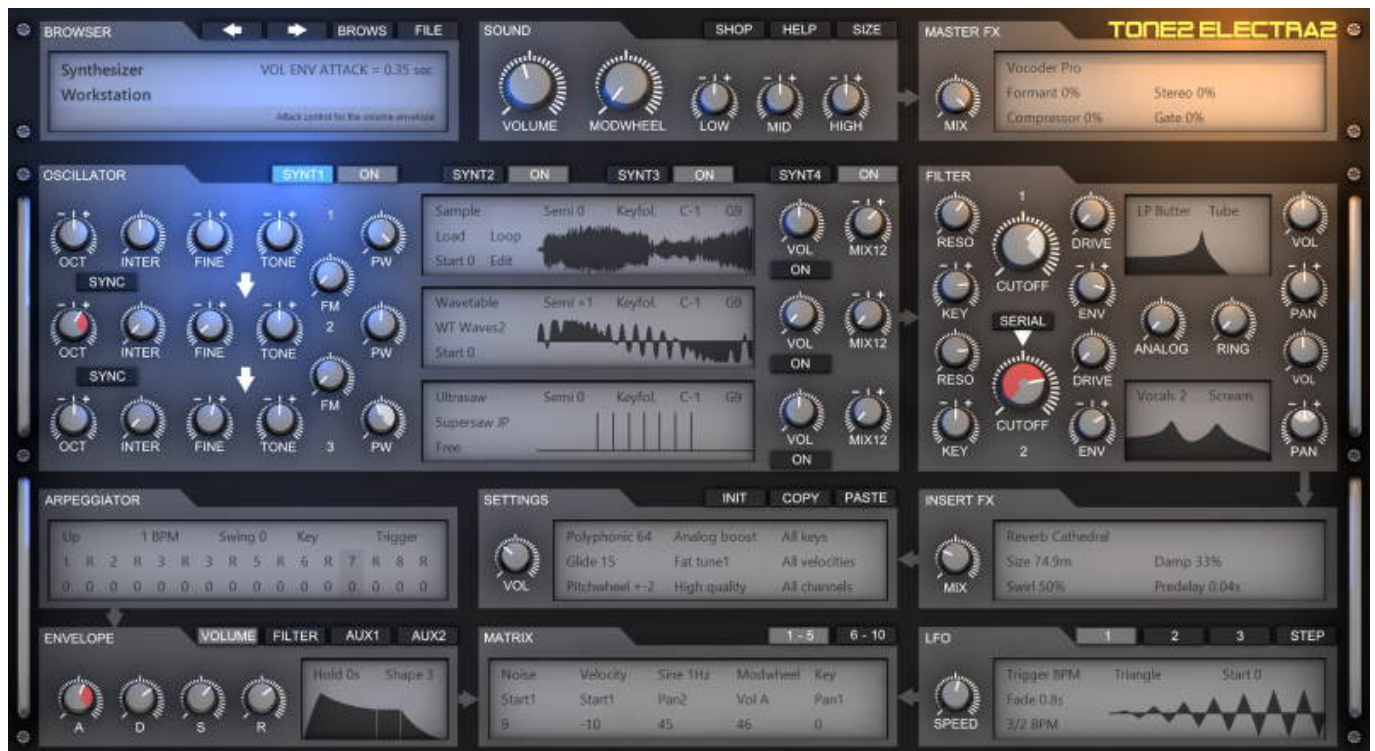 BROWSER BROWS FILE
Synthesizer VOL ENV ATTACK = 0.35 sec
Workstation
Attack control for the volume envelope
SOUND SHOP HELP SIZE
VOLUME MODWHEEL LOW MID HIGH
MASTER FX TONE2 ELECTRA2
Vocoder Pro
Formant 0% Stereo 0%
Compressor 0% Gate 0%
MIX
OSCILLATOR SYNT1 ON SYNT2 ON SYNT3 ON SYNT4 ON
- + - + - + 1
OCT INTER FINE TONE PW
SYNC
FM
Sample Semi 0 Keyfol. C-1 G9
Load Loop
Start 0 Edit
VOL MIX12
ON
2
OCT INTER FINE TONE PW
SYNC
FM
Wavetable Semi +1 Keyfol. C-1 G9
WT Waves2
Start 0
VOL MIX12
ON
OCT INTER FINE TONE 3 PW
Ultrasaw Semi 0 Keyfol. C-1 G9
Supersaw JP
Free
VOL MIX12
ON
FILTER
1
RESO CUTOFF DRIVE
LP Butter Tube
VOL
KEY SERIAL ENV
ANALOG RING
PAN
RESO CUTOFF DRIVE
Vocals 2 Scream
VOL
KEY 2 ENV
PAN
ARPEGGIATOR
Up 1 BPM Swing 0 Key Trigger
1 R 2 R 3 R 3 R 5 R 6 R 7 R 8 R
0 0 0 0 0 0 0 0 0 0 0 0 0 0 0 0
SETTINGS INIT COPY PASTE
Polyphonic 64 Analog boost All keys
Glide 15 Fat tune1 All velocities
Pitchwheel +-2 High quality All channels
VOL
INSERT FX
Reverb Cathedral
Size 74.9m Damp 33%
Swirl 50% Predelay 0.04s
MIX
ENVELOPE VOLUME FILTER AUX1 AUX2
Hold 0s Shape 3
A D S R
MATRIX 1 - 5 6 - 10
Noise Velocity Sine 1Hz Modwheel Key
Start1 Start1 Pan2 Vol A Pan1
9 -10 45 46 0
LFO 1 2 3 STEP
Trigger BPM Triangle Start 0
Fade 0.8s
3/2 BPM
SPEED